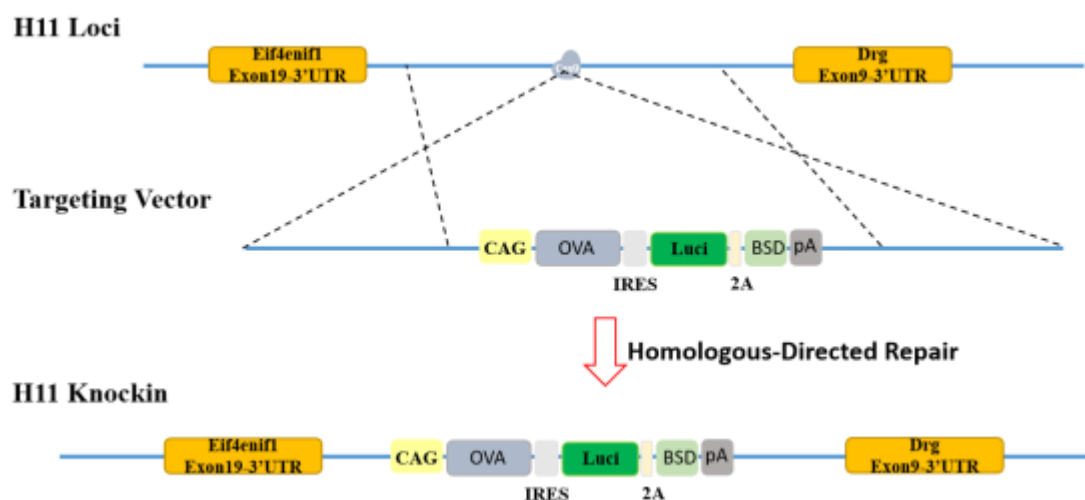 H11 Loci
Eif4enif1
Exon19-3'UTR
Drg
Exon9-3'UTR
Targeting Vector
CAG
OVA
Luci
BSD
pA
IRES
2A
Homologous-Directed Repair
H11 Knockin
Eif4enif1
Exon19-3'UTR
CAG
OVA
Luci
BSD
pA
Drg
Exon9-3'UTR
IRES
2A